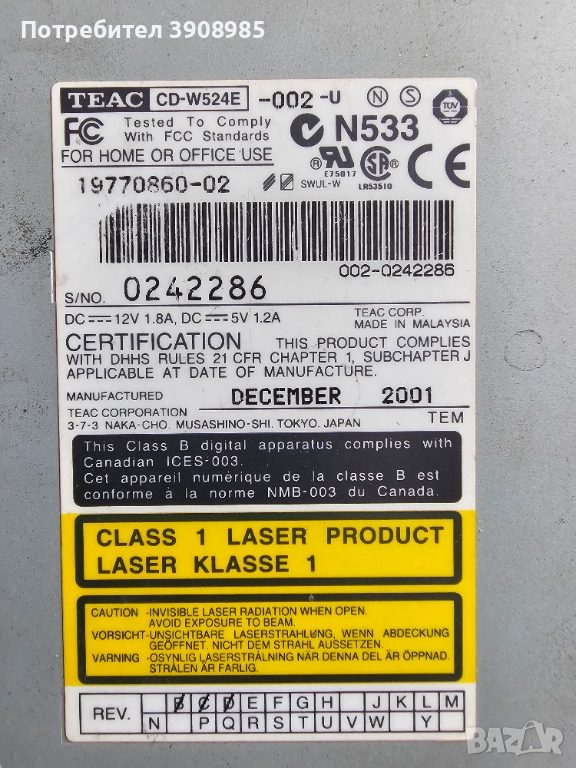 Потребител 3908985
TEAC CD-W524E -002-U N S TÜV
FC Tested To Comply With FCC Standards
N533
FOR HOME OR OFFICE USE
E75017 LR53510
19770860-02 SWUL-W
002-0242286
S/NO. 0242286
DC 12V 1.8A, DC 5V 1.2A
TEAC CORP.
MADE IN MALAYSIA
CERTIFICATION THIS PRODUCT COMPLIES
WITH DHHS RULES 21 CFR CHAPTER 1, SUBCHAPTER J
APPLICABLE AT DATE OF MANUFACTURE.
MANUFACTURED DECEMBER 2001
TEAC CORPORATION TEM
3-7-3 NAKA-CHO, MUSASHINO-SHI, TOKYO, JAPAN
This Class B digital apparatus complies with
Canadian ICES-003.
Cet appareil numérique de la classe B est
conforme à la norme NMB-003 du Canada.
CLASS 1 LASER PRODUCT
LASER KLASSE 1
CAUTION -INVISIBLE LASER RADIATION WHEN OPEN.
AVOID EXPOSURE TO BEAM.
VORSICHT-UNSICHTBARE LASERSTRAHLUNG, WENN ABDECKUNG
GEÖFFNET. NICHT DEM STRAHL AUSSETZEN.
VARNING -OSYNLIG LASERSTRÅLNING NÄR DENNA DEL ÄR ÖPPNAD.
STRÅLEN ÄR FARLIG.
REV. B C D E F G H J K L M
N P Q R S T U V W Y
BAZAR